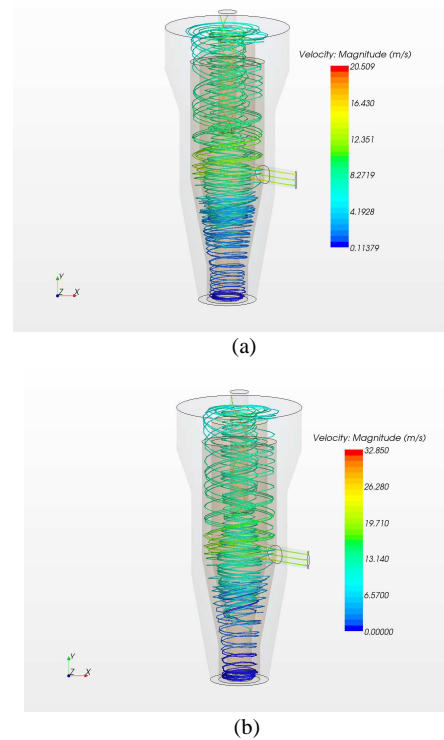 Velocity: Magnitude (m/s)
20.509
16.430
12.351
8.2719
4.1928
0.11379
Y
Z X
(a)
Velocity: Magnitude (m/s)
32.850
26.280
19.710
13.140
6.5700
0.00000
Y
Z X
(b)